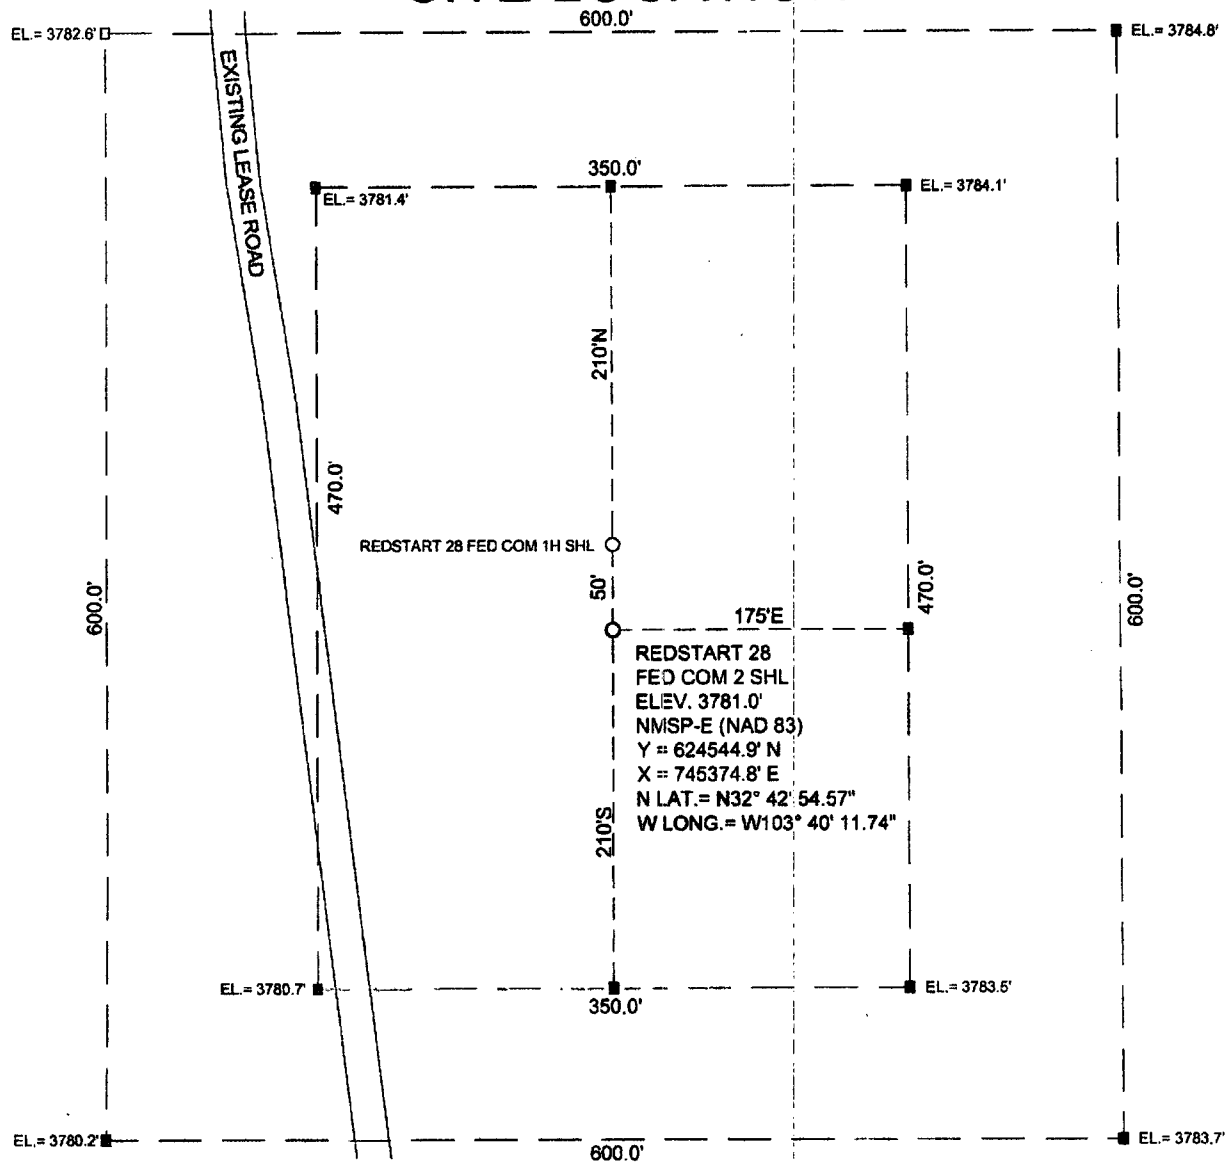 600.0'
EL.= 3782.6'
EL.= 3784.8'
EXISTING LEASE ROAD
350.0'
EL.= 3781.4'
EL.= 3784.1'
210'N
470.0'
REDSTART 28 FED COM 1H SHL
50'
600.0'
175'E
470.0'
600.0'
REDSTART 28
FED COM 2 SHL
ELEV. 3781.0'
NMSP-E (NAD 83)
Y = 624544.9' N
X = 745374.8' E
N LAT.= N32° 42' 54.57"
W LONG.= W103° 40' 11.74"
210'S
EL.= 3780.7'
350.0'
EL.= 3783.5'
EL.= 3780.2'
600.0'
EL.= 3783.7'